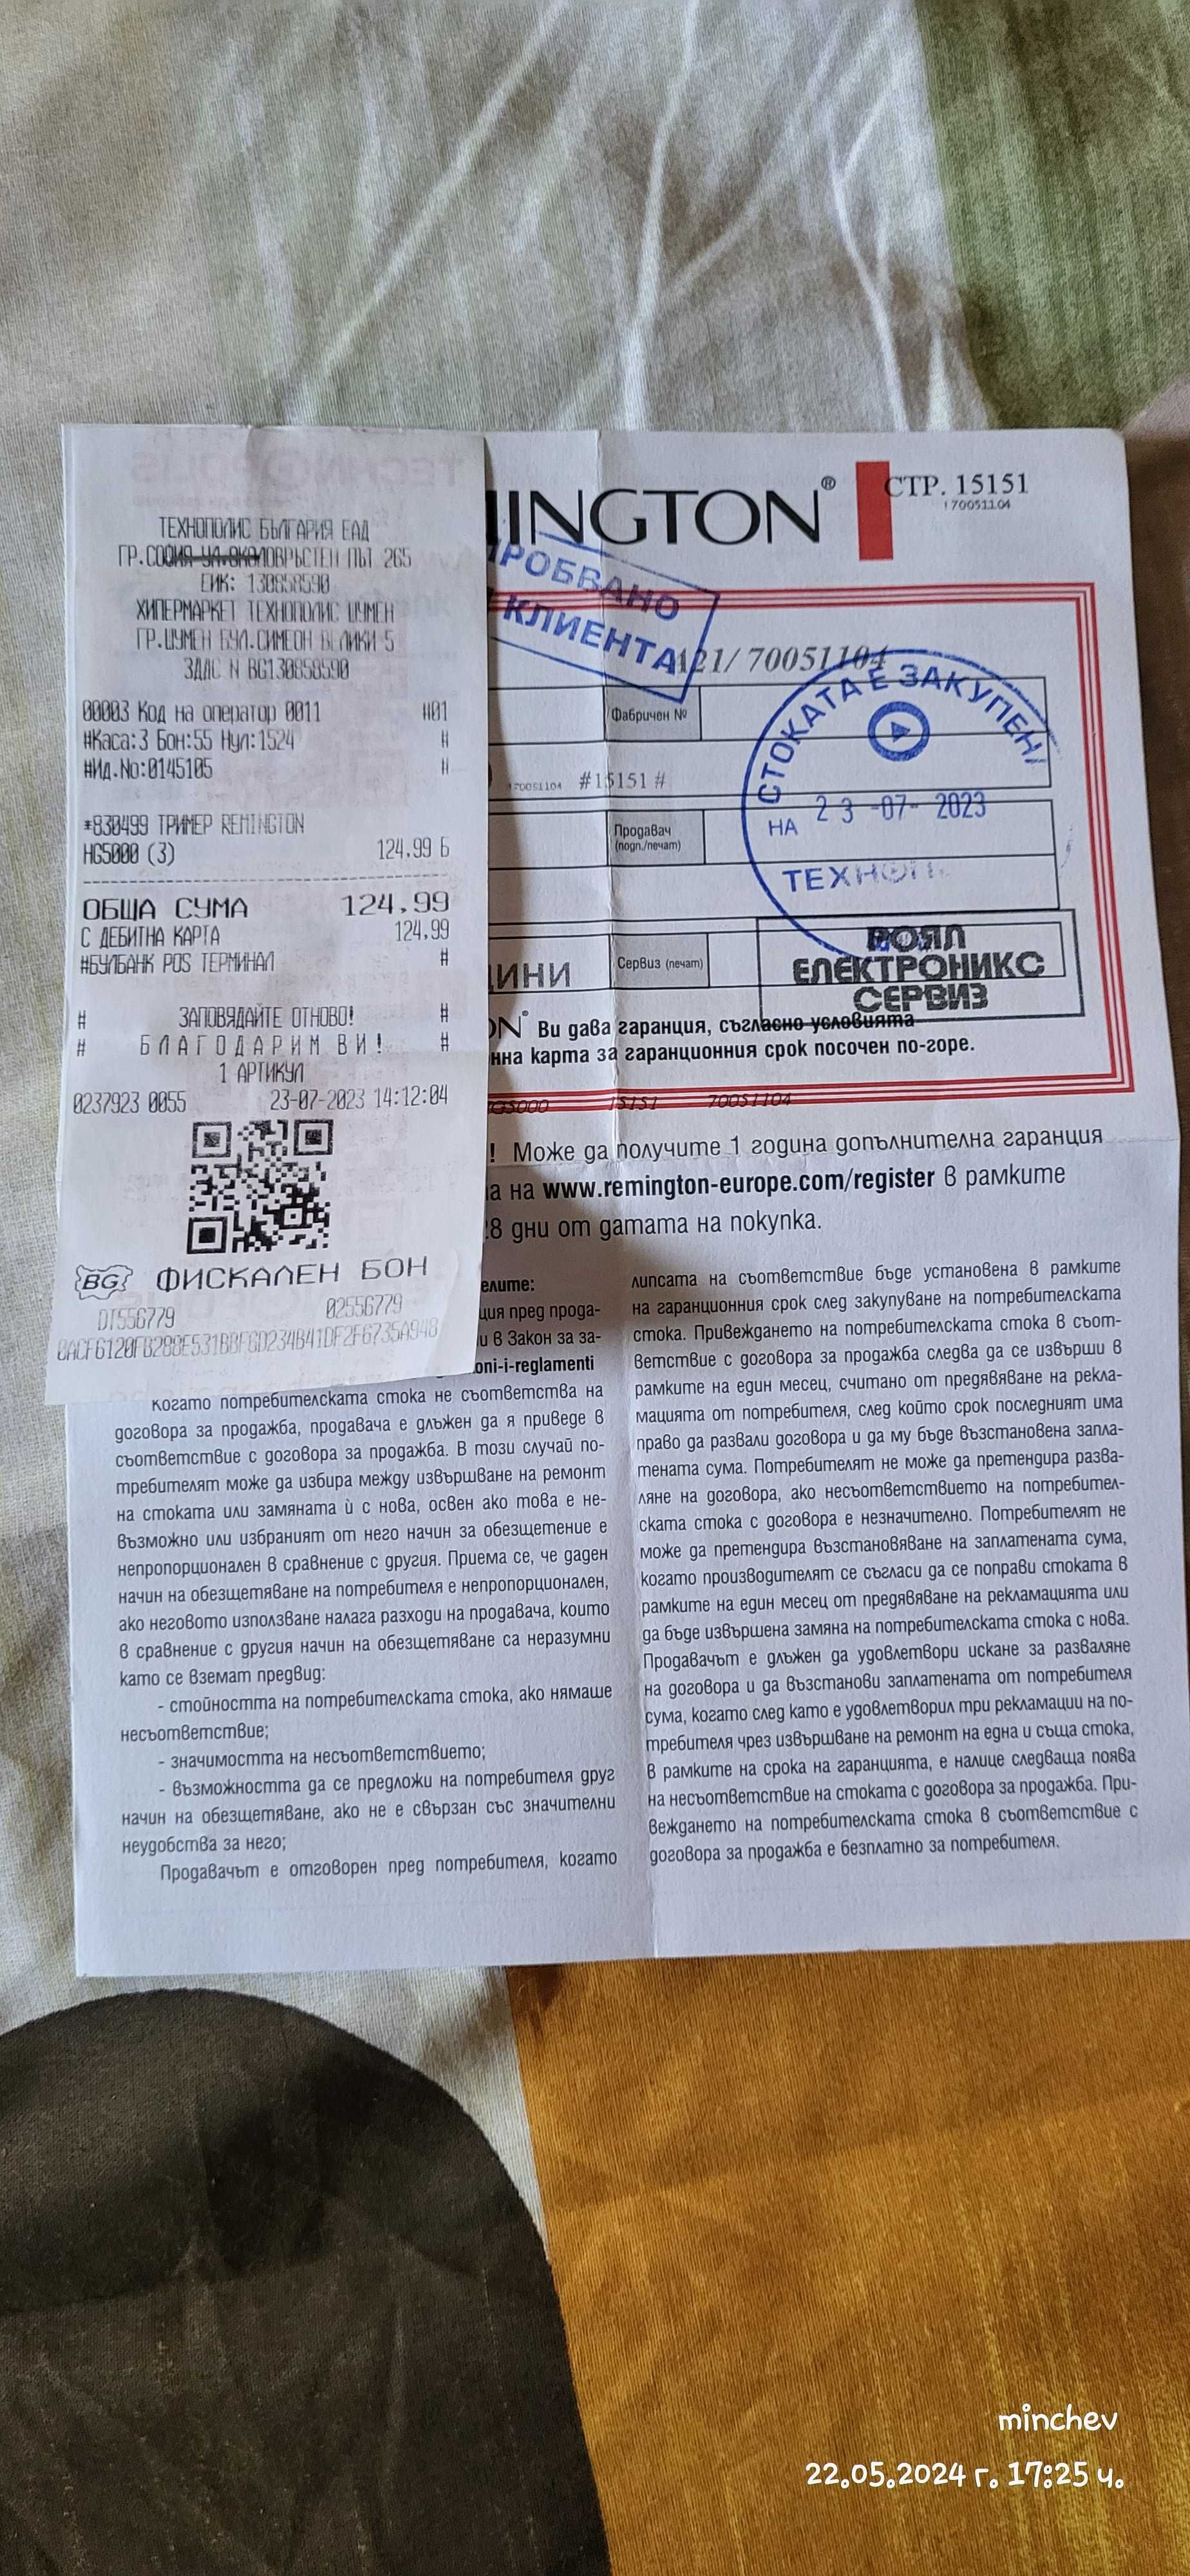 ТЕХНОПОЛИС БЪЛГАРИЯ ЕАД
ГР.СОФИЯ УЛ.ОКОЛОВРЪСТЕН ПЪТ 265
ЕИК: 130858590
ХИПЕРМАРКЕТ ТЕХНОПОЛИС ШУМЕН
ГР.ШУМЕН БУЛ.СИМЕОН ВЕЛИКИ 5
ЗДДС N BG130858590
00003 Код на оператор 0011 #01
#Каса:3 Бон:55 Нул:1524 #
#Ид.No:0145105 #
*830499 ТРИМЕР REMINGTON
HG5000 (3) 124.99 Б
ОБЩА СУМА 124.99
С ДЕБИТНА КАРТА 124.99
#БУЛБАНК POS ТЕРМИНАЛ #
# ЗАПОВЯДАЙТЕ ОТНОВО! #
# БЛАГОДАРИМ ВИ! #
1 АРТИКУЛ
0237923 0055 23-07-2023 14:12:04
BG ФИСКАЛЕН БОН
DT556779 02556779
INGTON®
СТР. 15151
170051104
РОБВАНО
КЛИЕНТА
A21/ 70051104
Фабричен №
70051104 #15151 #
Продавач
(подп./печат)
СТОКАТА Е ЗАКУПЕН
НА 23 -07- 2023
ТЕХНОП
ИНИ
Сервиз (печат)
РОЯЛ
ЕЛЕКТРОНИКС
СЕРВИЗ
ON® Ви дава гаранция, съгласно условията
нна карта за гаранционния срок посочен по-горе.
G5000 15151 70051104
! Може да получите 1 година допълнителна гаранция
а на www.remington-europe.com/register в рамките
8 дни от датата на покупка.
елите:
ция пред прода-
и в Закон за за-
oni-i-reglamenti
Когато потребителската стока не съответства на
договора за продажба, продавача е длъжен да я приведе в
съответствие с договора за продажба. В този случай по-
требителят може да избира между извършване на ремонт
на стоката или замяната ѝ с нова, освен ако това е не-
възможно или избраният от него начин за обезщетение е
непропорционален в сравнение с другия. Приема се, че даден
начин на обезщетяване на потребителя е непропорционален,
ако неговото използване налага разходи на продавача, които
в сравнение с другия начин на обезщетяване са неразумни
като се вземат предвид:
- стойността на потребителската стока, ако нямаше
несъответствие;
- значимостта на несъответствието;
- възможността да се предложи на потребителя друг
начин на обезщетяване, ако не е свързан със значителни
неудобства за него;
Продавачът е отговорен пред потребителя, когато
липсата на съответствие бъде установена в рамките
на гаранционния срок след закупуване на потребителската
стока. Привеждането на потребителската стока в съот-
ветствие с договора за продажба следва да се извърши в
рамките на един месец, считано от предявяване на рекла-
мацията от потребителя, след който срок последният има
право да развали договора и да му бъде възстановена запла-
тената сума. Потребителят не може да претендира разва-
ляне на договора, ако несъответствието на потребител-
ската стока с договора е незначително. Потребителят не
може да претендира възстановяване на заплатената сума,
когато производителят се съгласи да се поправи стоката в
рамките на един месец от предявяване на рекламацията или
да бъде извършена замяна на потребителската стока с нова.
Продавачът е длъжен да удовлетвори искане за разваляне
на договора и да възстанови заплатената от потребителя
сума, когато след като е удовлетворил три рекламации на по-
требителя чрез извършване на ремонт на една и съща стока,
в рамките на срока на гаранцията, е налице следваща поява
на несъответствие на стоката с договора за продажба. При-
веждането на потребителската стока в съответствие с
договора за продажба е безплатно за потребителя.
minchev
22.05.2024 г. 17:25 ч.